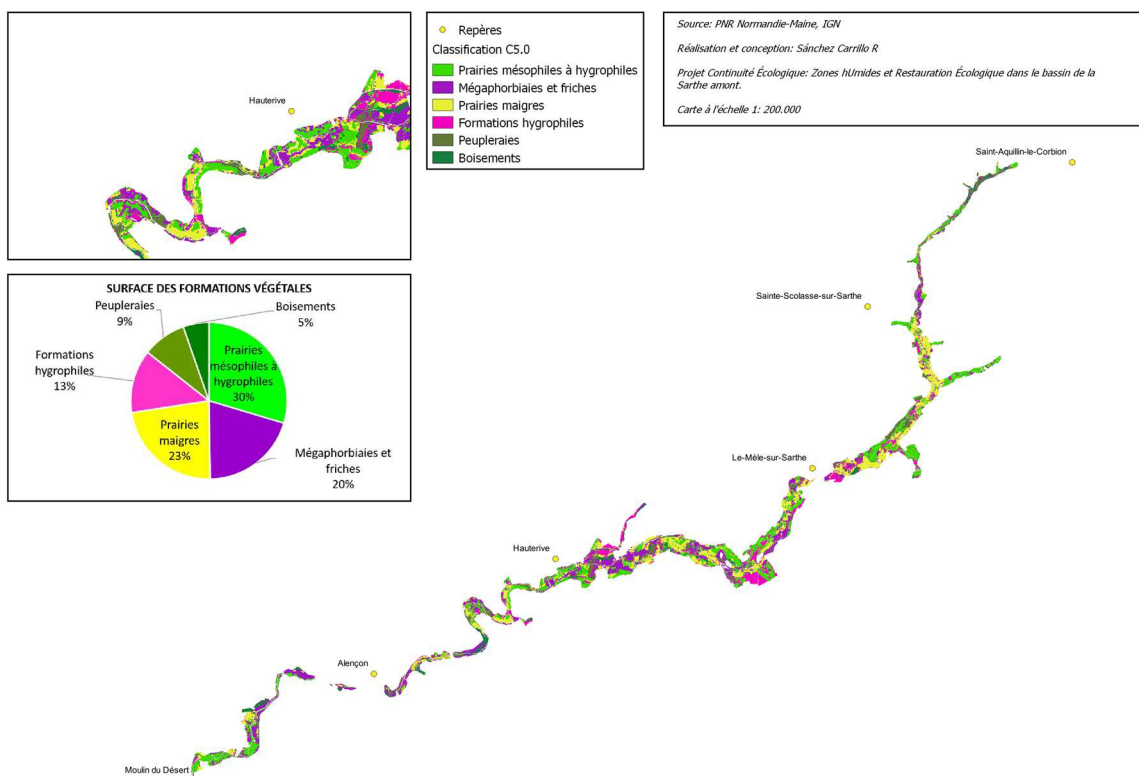 Hauterive
Repères
Classification C5.0
Prairies mésophiles à hygrophiles
Mégaphorbiaies et friches
Prairies maigres
Formations hygrophiles
Peupleraies
Boisements
Source: PNR Normandie-Maine, IGN
Réalisation et conception: Sánchez Carrillo R
Projet Continuité Écologique: Zones hUmides et Restauration Écologique dans le bassin de la
Sarthe amont.
Carte à l'échelle 1: 200.000
SURFACE DES FORMATIONS VÉGÉTALES
Peupleraies
9%
Boisements
5%
Formations
hygrophiles
13%
Prairies
mésophiles à
hygrophiles
30%
Prairies
maigres
23%
Mégaphorbiaies et
friches
20%
Saint-Aquillin-le-Corbion
Sainte-Scolasse-sur-Sarthe
Le-Mèle-sur-Sarthe
Hauterive
Alençon
Moulin du Désert